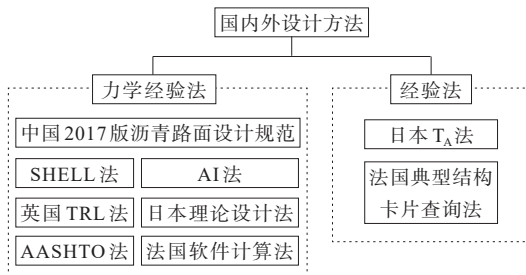 国内外设计方法
力学经验法
中国2017版沥青路面设计规范
SHELL法
AI法
英国TRL法
日本理论设计法
AASHTO法
法国软件计算法
经验法
日本T_A法
法国典型结构
卡片查询法